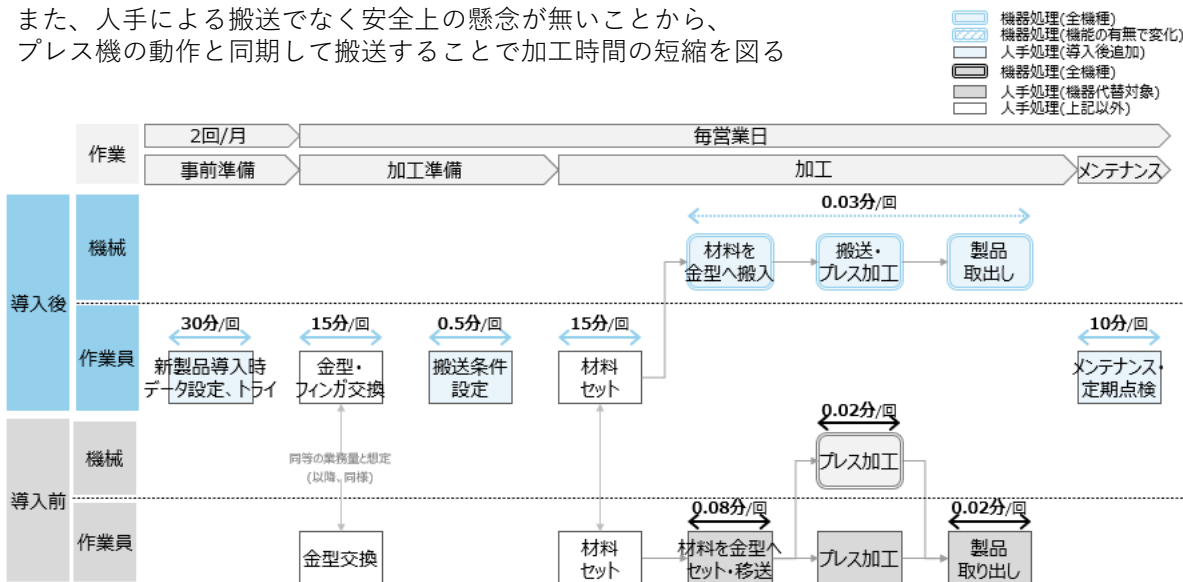 また、人手による搬送でなく安全上の懸念が無いことから、
プレス機の動作と同期して搬送することで加工時間の短縮を図る
機器処理(全機種)
機器処理(機能の有無で変化)
人手処理(導入後追加)
機器処理(全機種)
人手処理(機器代替対象)
人手処理(上記以外)
作業
2回/月
毎営業日
事前準備
加工準備
加工
メンテナンス
導入後
機械
0.03分/回
材料を
金型へ搬入
搬送・
プレス加工
製品
取出し
作業員
30分/回
新製品導入時
データ設定、トライ
15分/回
金型・
フィンガ交換
0.5分/回
搬送条件
設定
15分/回
材料
セット
10分/回
メンテナンス・
定期点検
導入前
機械
同等の業務量と想定
(以降、同様)
0.02分/回
プレス加工
作業員
金型交換
材料
セット
0.08分/回
材料を金型へ
セット・移送
プレス加工
0.02分/回
製品
取り出し